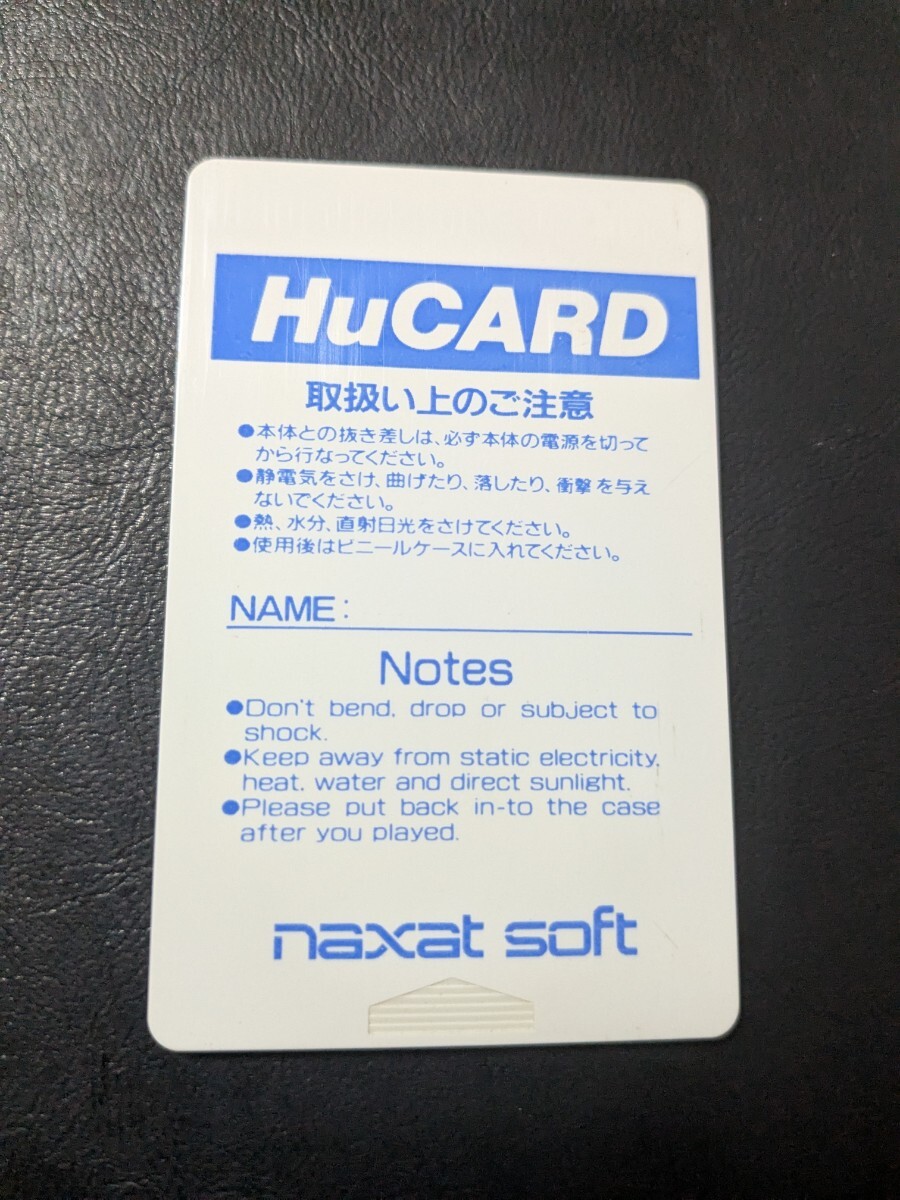 HuCARD
取扱い上のご注意
●本体との抜き差しは、必ず本体の電源を切って
から行なってください。
●静電気をさけ、曲げたり、落したり、衝撃を与え
ないでください。
●熱、水分、直射日光をさけてください。
●使用後はビニールケースに入れてください。
NAME:
Notes
●Don't bend, drop or subject to
shock.
●Keep away from static electricity,
heat, water and direct sunlight.
●Please put back in-to the case
after you played.
naxat soft